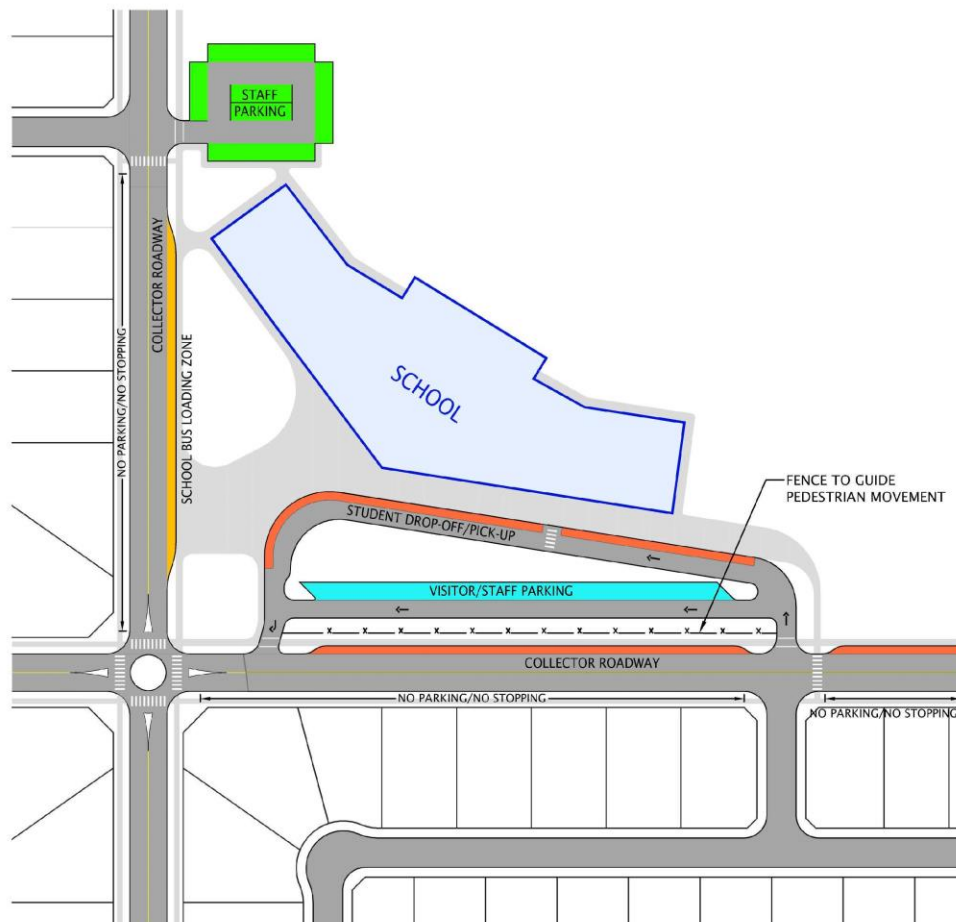 STAFF
PARKING
COLLECTOR ROADWAY
NO PARKING/NO STOPPING
SCHOOL BUS LOADING ZONE
SCHOOL
FENCE TO GUIDE
PEDESTRIAN MOVEMENT
STUDENT DROP-OFF/PICK-UP
VISITOR/STAFF PARKING
COLLECTOR ROADWAY
NO PARKING/NO STOPPING
NO PARKING/NO STOPPING